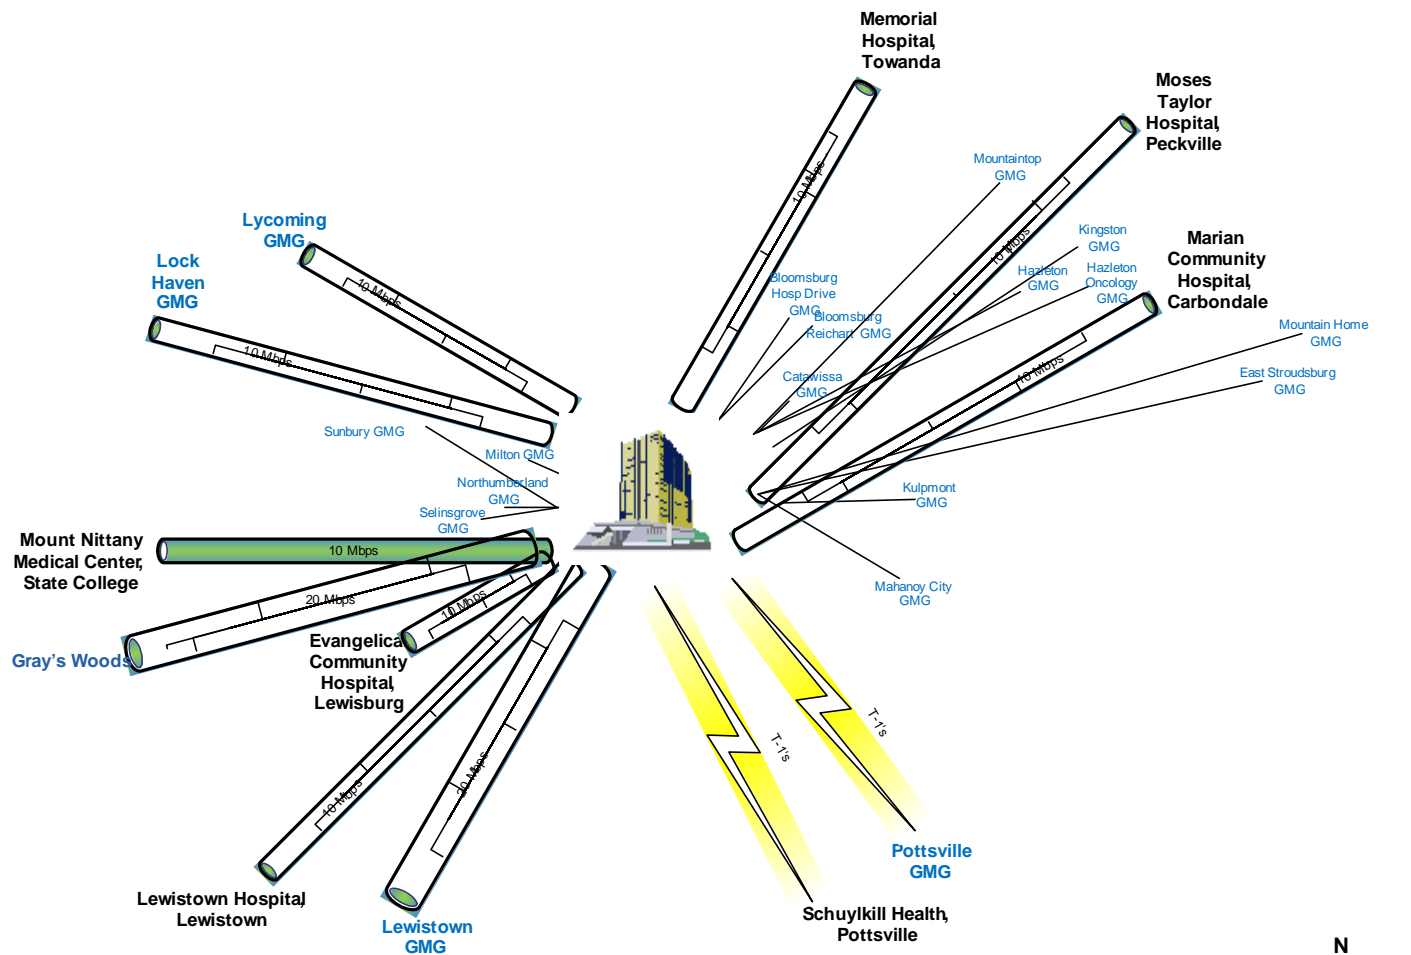 Memorial
Hospital,
Towanda
Moses
Taylor
Hospital,
Peckville
Mountaintop
GMG
10 Mbps
Lycoming
GMG
Kingston
GMG
Marian
Community
Hospital,
Carbondale
10 Mbps
Lock
Haven
GMG
Hazleton
GMG
Hazleton
Oncology
GMG
Bloomsburg
Hosp Drive
GMG
10 Mbps
Bloomsburg
Reichart GMG
Mountain Home
GMG
10 Mbps
10 Mbps
East Stroudsburg
GMG
Catawissa
GMG
Sunbury GMG
Milton GMG
Northumberland
GMG
Selinsgrove
GMG
Kulpmont
GMG
Mount Nittany
Medical Center,
State College
10 Mbps
Mahanoy City
GMG
20 Mbps
10 Mbps
Gray's Woods
Evangelical
Community
Hospital,
Lewisburg
T-1's
T-1's
20 Mbps
10 Mbps
Pottsville
GMG
Lewistown Hospital,
Lewistown
Schuylkill Health,
Pottsville
Lewistown
GMG
N